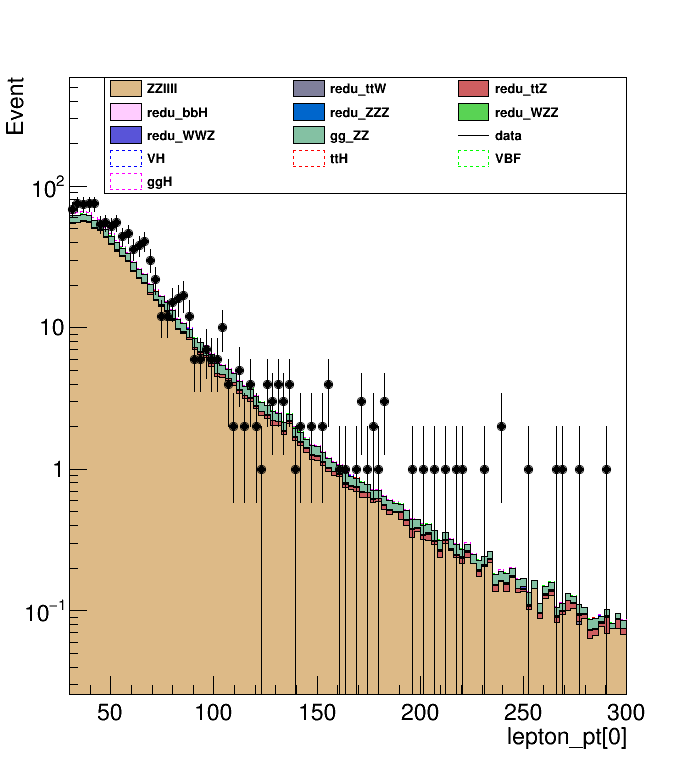 Event
ZZllll redu_ttW redu_ttZ
redu_bbH redu_ZZZ redu_WZZ
redu_WWZ gg_ZZ data
VH ttH VBF
ggH
10²
10
1
10⁻¹
50 100 150 200 250 300
lepton_pt[0]